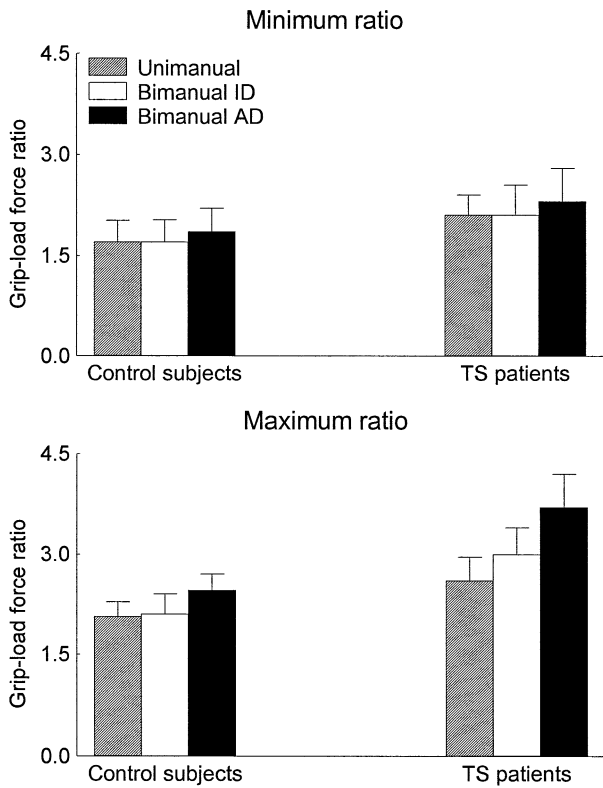 Minimum ratio
4.5
3.0
1.5
0.0
Grip-load force ratio
Unimanual
Bimanual ID
Bimanual AD
Control subjects
TS patients
Maximum ratio
4.5
3.0
1.5
0.0
Grip-load force ratio
Control subjects
TS patients